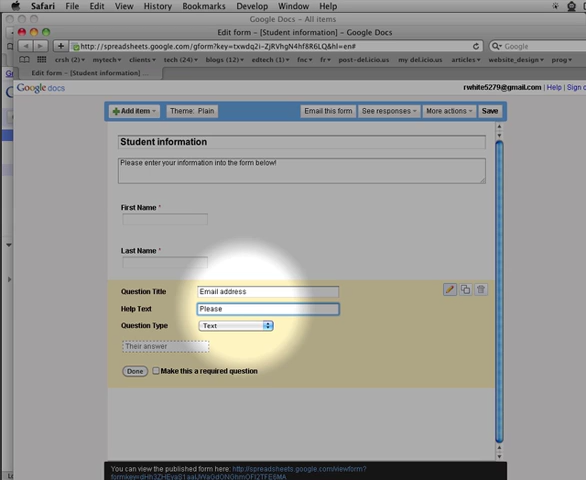 Safari File Edit View History Bookmarks Develop Window Help
Google Docs – All items
Edit form – [Student information] – Google Docs
http://spreadsheets.google.com/gform?key=txwdq2i-ZjRVhgN4hf8R6LQ&hl=en#
Google
crsh (2) mytech clients tech (24) blogs (12) edtech (1) fnc fr post-del.icio.us my del.icio.us articles website_design prog
Edit form – [Student information] ...
rwhite5279@gmail.com | Help | Sign
Google docs
Add item Theme: Plain Email this form See responses More actions Save
Student information
Please enter your information into the form below!
First Name *
Last Name *
Question Title Email address
Help Text Please
Question Type Text
Their answer
Done Make this a required question
You can view the published form here: http://spreadsheets.google.com/viewform?